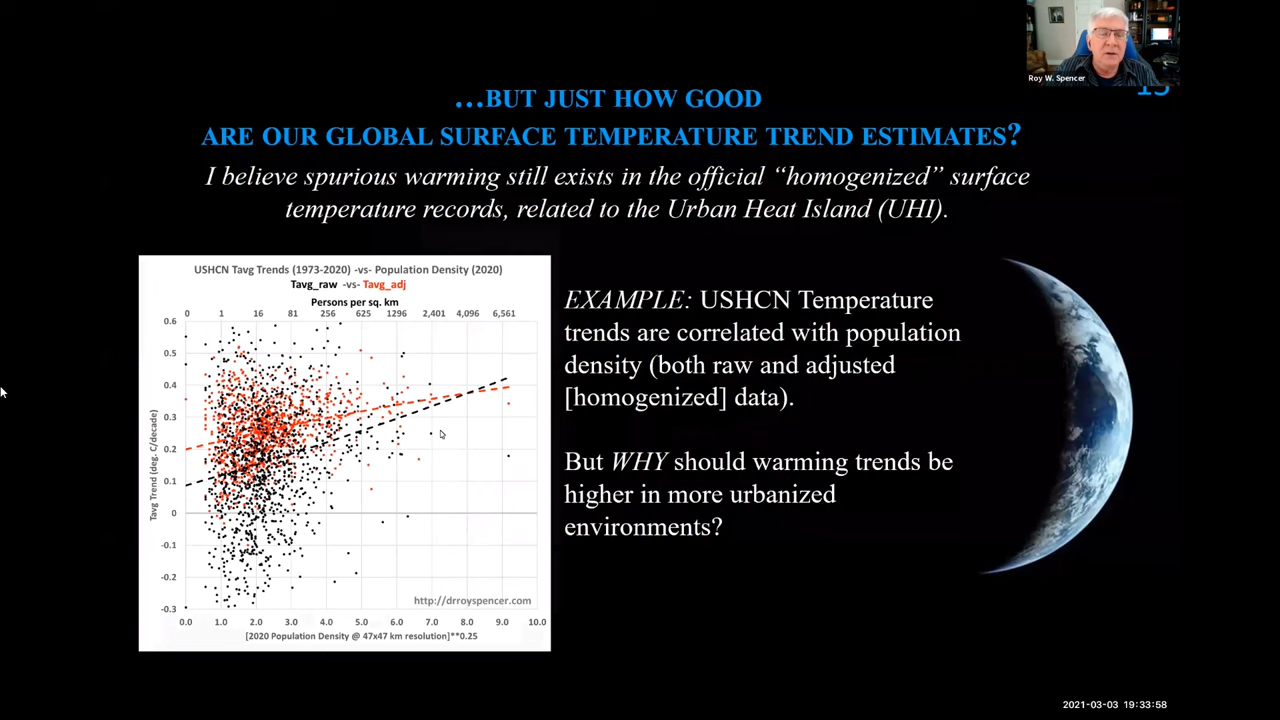 Roy W. Spencer
…BUT JUST HOW GOOD
ARE OUR GLOBAL SURFACE TEMPERATURE TREND ESTIMATES?
I believe spurious warming still exists in the official “homogenized” surface
temperature records, related to the Urban Heat Island (UHI).
USHCN Tavg Trends (1973-2020) -vs- Population Density (2020)
Tavg_raw -vs- Tavg_adj
Persons per sq. km
0 1 16 81 256 625 1296 2,401 4,096 6,561
0.6
0.5
0.4
0.3
0.2
0.1
0
-0.1
-0.2
-0.3
Tavg Trend (deg. C/decade)
http://drroyspencer.com
0.0 1.0 2.0 3.0 4.0 5.0 6.0 7.0 8.0 9.0 10.0
[2020 Population Density @ 47x47 km resolution]**0.25
EXAMPLE: USHCN Temperature
trends are correlated with population
density (both raw and adjusted
[homogenized] data).
But WHY should warming trends be
higher in more urbanized
environments?
2021-03-03 19:33:58